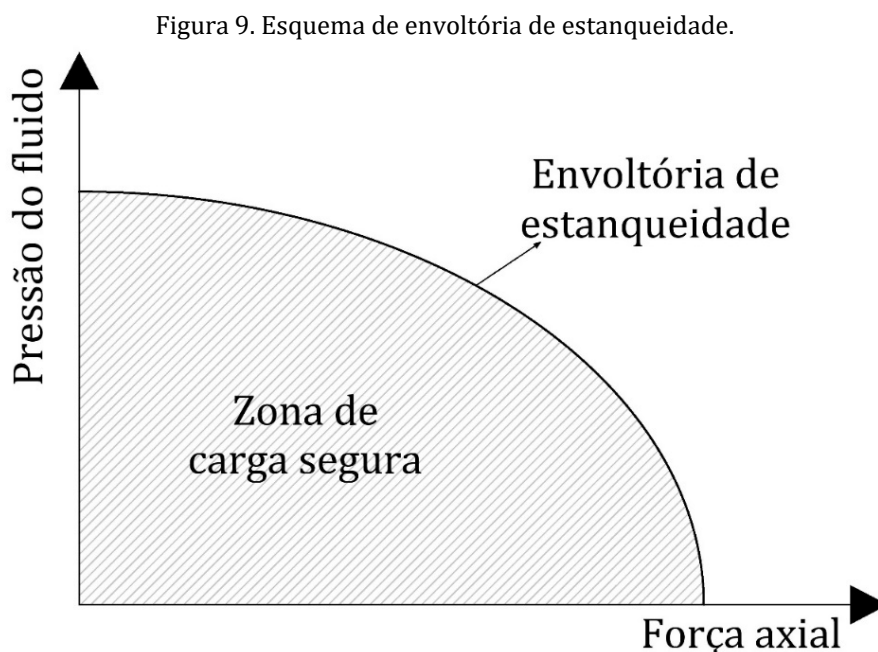 Figura 9. Esquema de envoltória de estanqueidade.
Pressão do fluido
Envoltória de
estanqueidade
Zona de
carga segura
Força axial